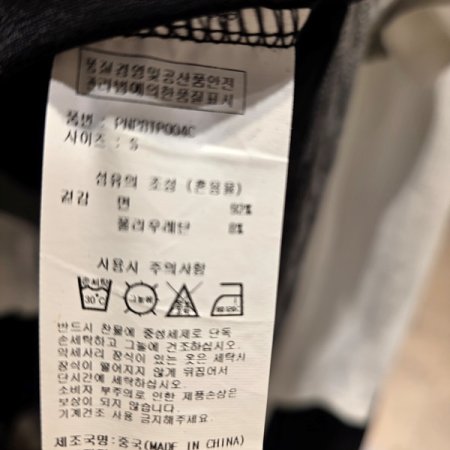 품질경영및공산품안전
관리법에의한품질표시
품번 :
사이즈 : S
섬유의 조성 (혼용율)
겉감 면 92%
폴리우레탄 8%
사용시 주의사항
30℃
반드시 찬물에 중성세제로 단독
손세탁하고 그늘에 건조하십시오.
악세사리 장식이 있는 옷은 세탁시
장식이 떨어지지 않게 뒤집어서
단시간에 세탁하십시오.
소비자 부주의로 인한 제품손상은
보상이 되지 않습니다.
기계건조 사용 금지해주세요.
제조국명:중국(MADE IN CHINA)